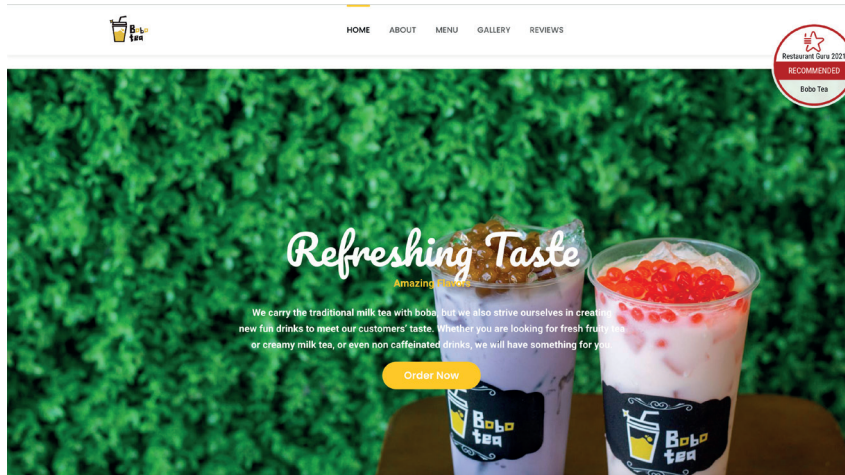 Bobo
tea
HOME ABOUT MENU GALLERY REVIEWS
Restaurant Guru 2021
RECOMMENDED
Bobo Tea
Refreshing Taste
Amazing Flavors
We carry the traditional milk tea with boba, but we also strive ourselves in creating
new fun drinks to meet our customers' taste. Whether you are looking for fresh fruity tea
or creamy milk tea, or even non caffeinated drinks, we will have something for you.
Order Now
Bobo
tea
Bobo
tea